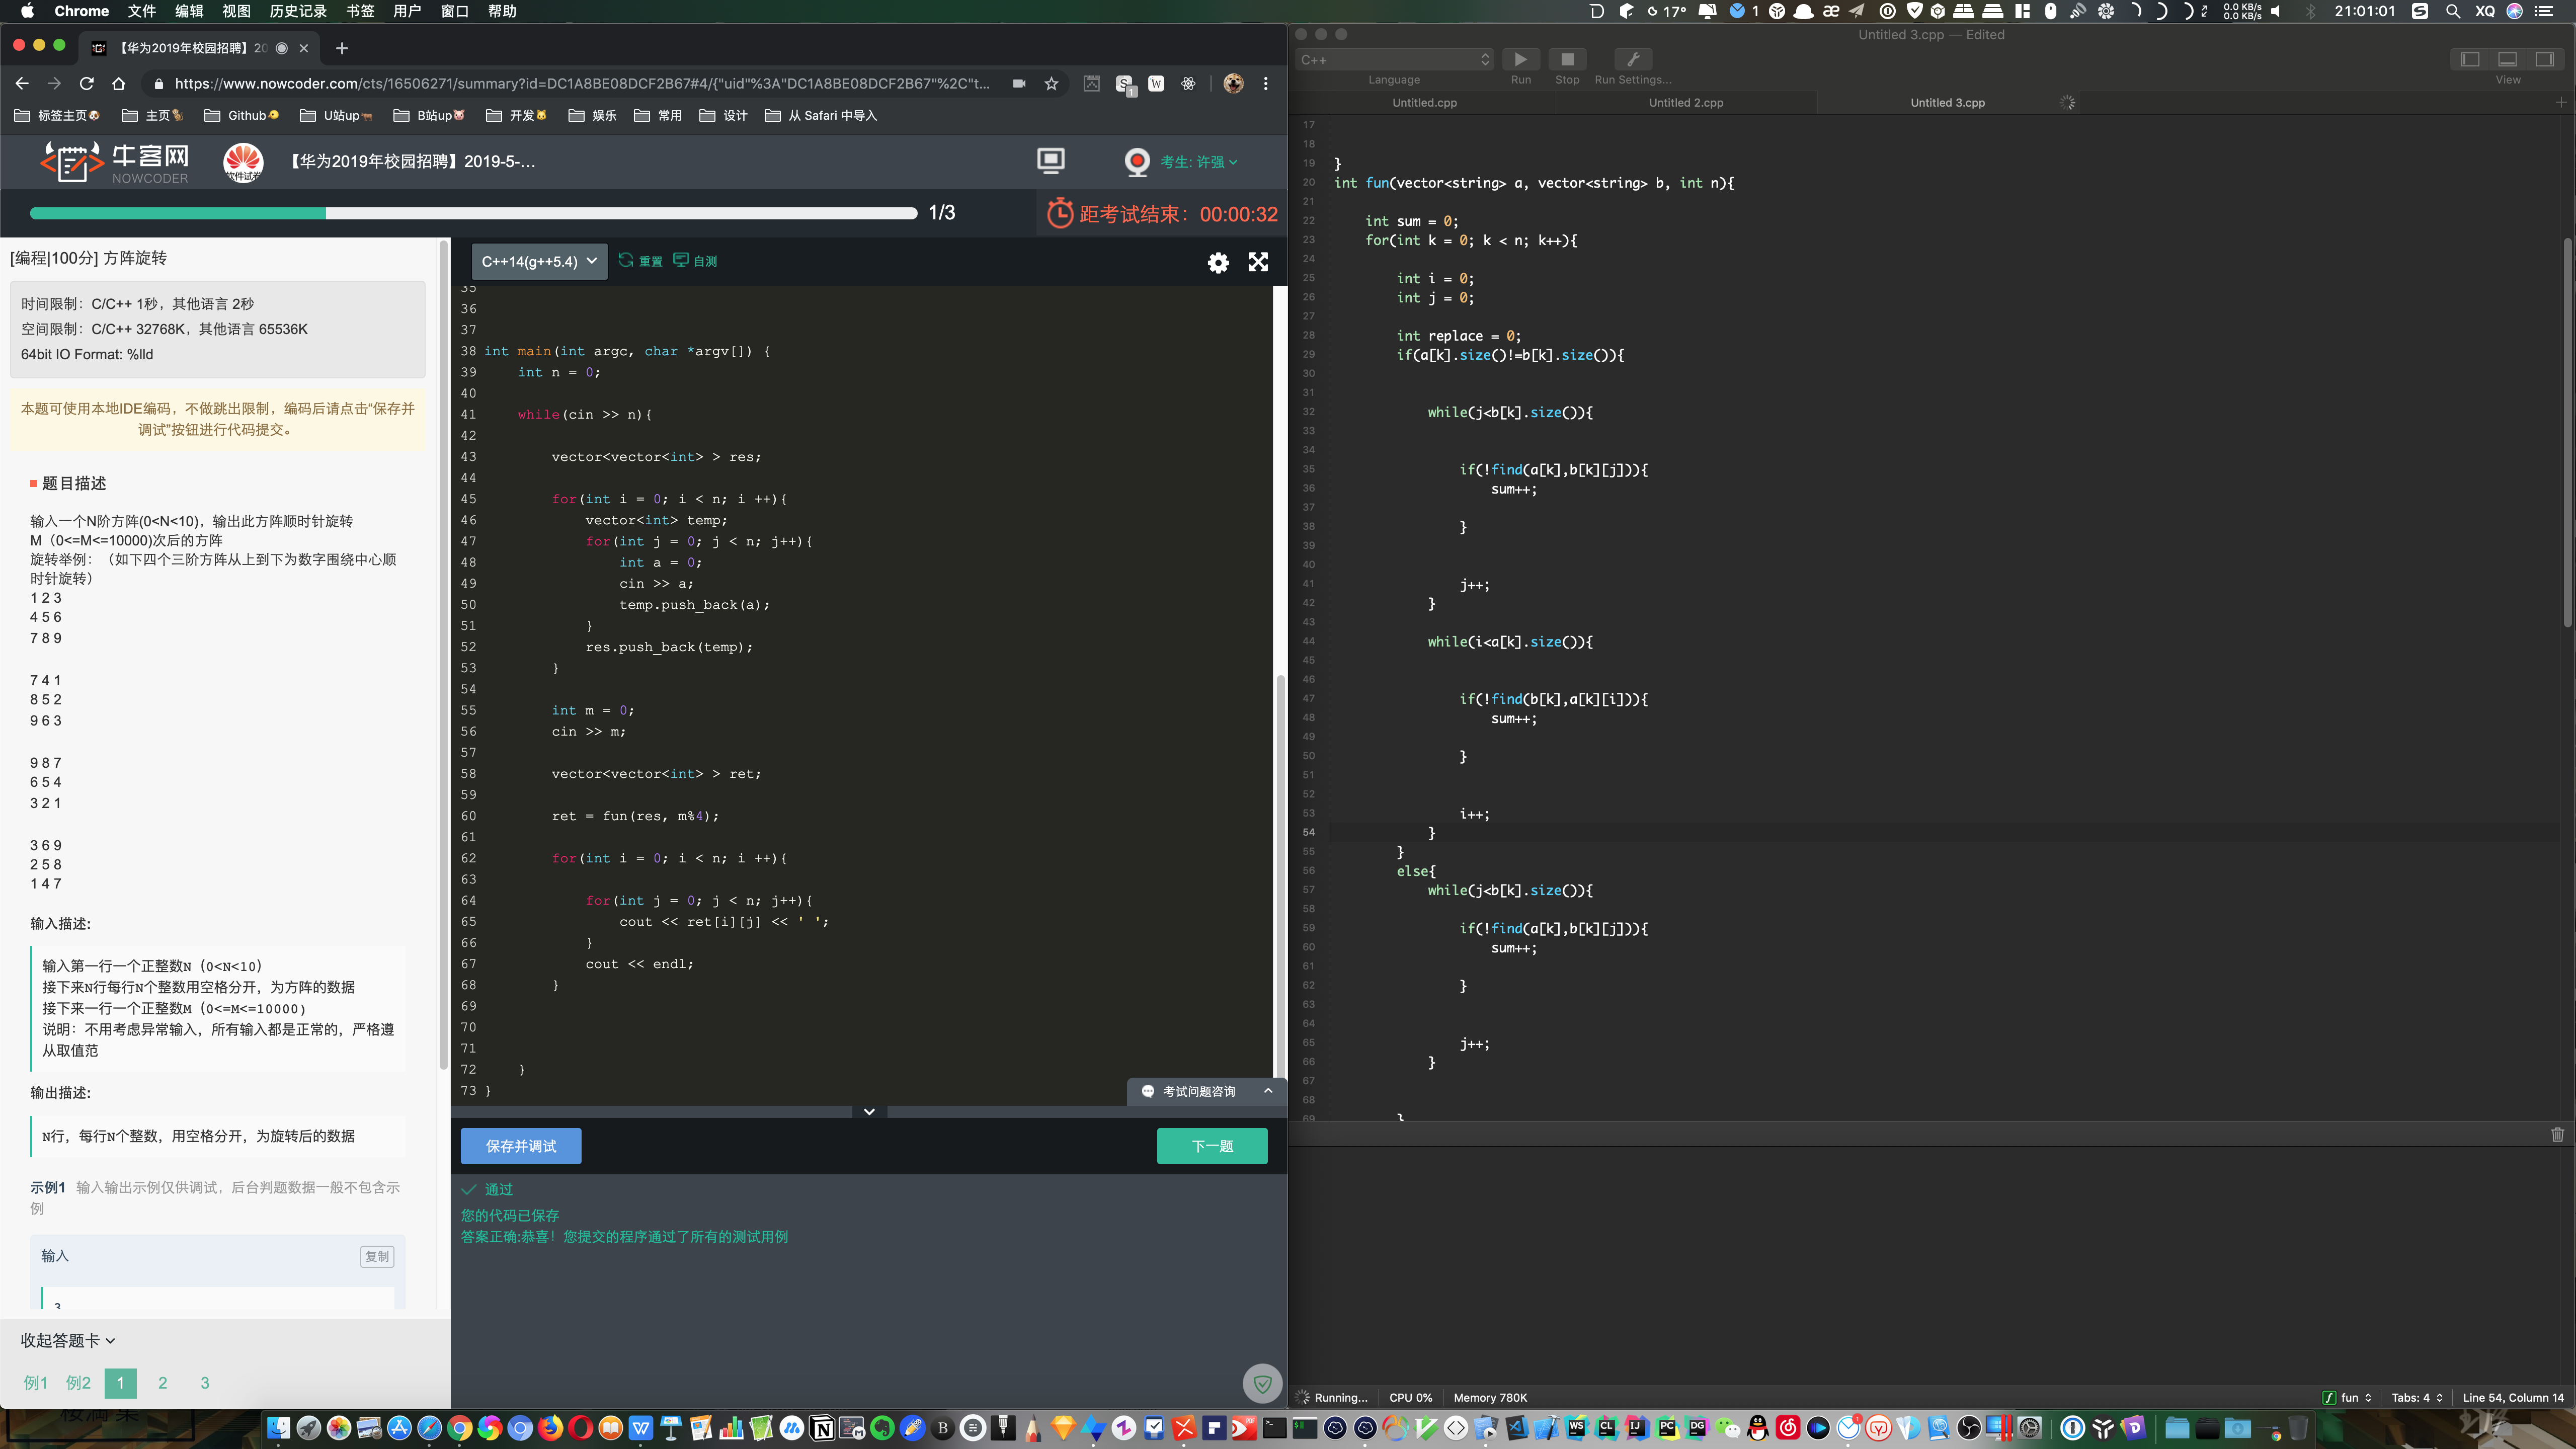 Chrome 文件 编辑 视图 历史记录 书签 用户 窗口 帮助
17° 1 0.0 KB/s 0.0 KB/s 21:01:01 XQ
【华为2019年校园招聘】20
https://www.nowcoder.com/cts/16506271/summary?id=DC1A8BE08DCF2B67#4/{"uid"%3A"DC1A8BE08DCF2B67"%2C"t...
标签主页 主页 Github U站up B站up 开发 娱乐 常用 设计 从 Safari 中导入
牛客网
NOWCODER
软件试卷
【华为2019年校园招聘】2019-5-...
考生: 许强
1/3
距考试结束: 00:00:32
[编程|100分] 方阵旋转
时间限制：C/C++ 1秒，其他语言 2秒
空间限制：C/C++ 32768K，其他语言 65536K
64bit IO Format: %lld
本题可使用本地IDE编码，不做跳出限制，编码后请点击“保存并
调试”按钮进行代码提交。
题目描述
输入一个N阶方阵(0<N<10)，输出此方阵顺时针旋转
M（0<=M<=10000)次后的方阵
旋转举例：（如下四个三阶方阵从上到下为数字围绕中心顺
时针旋转）
1 2 3
4 5 6
7 8 9
7 4 1
8 5 2
9 6 3
9 8 7
6 5 4
3 2 1
3 6 9
2 5 8
1 4 7
输入描述:
输入第一行一个正整数N（0<N<10）
接下来N行每行N个整数用空格分开，为方阵的数据
接下来一行一个正整数M（0<=M<=10000)
说明：不用考虑异常输入，所有输入都是正常的，严格遵
从取值范
输出描述:
N行，每行N个整数，用空格分开，为旋转后的数据
示例1 输入输出示例仅供调试，后台判题数据一般不包含示
例
输入 复制
3
收起答题卡
例1 例2 1 2 3
C++14(g++5.4) 重置 自测
35
36
37
38 int main(int argc, char *argv[]) {
39 int n = 0;
40
41 while(cin >> n){
42
43 vector<vector<int> > res;
44
45 for(int i = 0; i < n; i ++){
46 vector<int> temp;
47 for(int j = 0; j < n; j++){
48 int a = 0;
49 cin >> a;
50 temp.push_back(a);
51 }
52 res.push_back(temp);
53 }
54
55 int m = 0;
56 cin >> m;
57
58 vector<vector<int> > ret;
59
60 ret = fun(res, m%4);
61
62 for(int i = 0; i < n; i ++){
63
64 for(int j = 0; j < n; j++){
65 cout << ret[i][j] << ' ';
66 }
67 cout << endl;
68 }
69
70
71
72 }
73 }
考试问题咨询
保存并调试 下一题
通过
您的代码已保存
答案正确:恭喜！您提交的程序通过了所有的测试用例
Untitled 3.cpp — Edited
C++
Language Run Stop Run Settings... View
Untitled.cpp Untitled 2.cpp Untitled 3.cpp
17
18
19 }
20 int fun(vector<string> a, vector<string> b, int n){
21
22 int sum = 0;
23 for(int k = 0; k < n; k++){
24
25 int i = 0;
26 int j = 0;
27
28 int replace = 0;
29 if(a[k].size()!=b[k].size()){
30
31
32 while(j<b[k].size()){
33
34
35 if(!find(a[k],b[k][j])){
36 sum++;
37
38 }
39
40
41 j++;
42 }
43
44 while(i<a[k].size()){
45
46
47 if(!find(b[k],a[k][i])){
48 sum++;
49
50 }
51
52
53 i++;
54 }
55 }
56 else{
57 while(j<b[k].size()){
58
59 if(!find(a[k],b[k][j])){
60 sum++;
61
62 }
63
64
65 j++;
66 }
67
68
69 }
Running... CPU 0% Memory 780K fun Tabs: 4 Line 54, Column 14